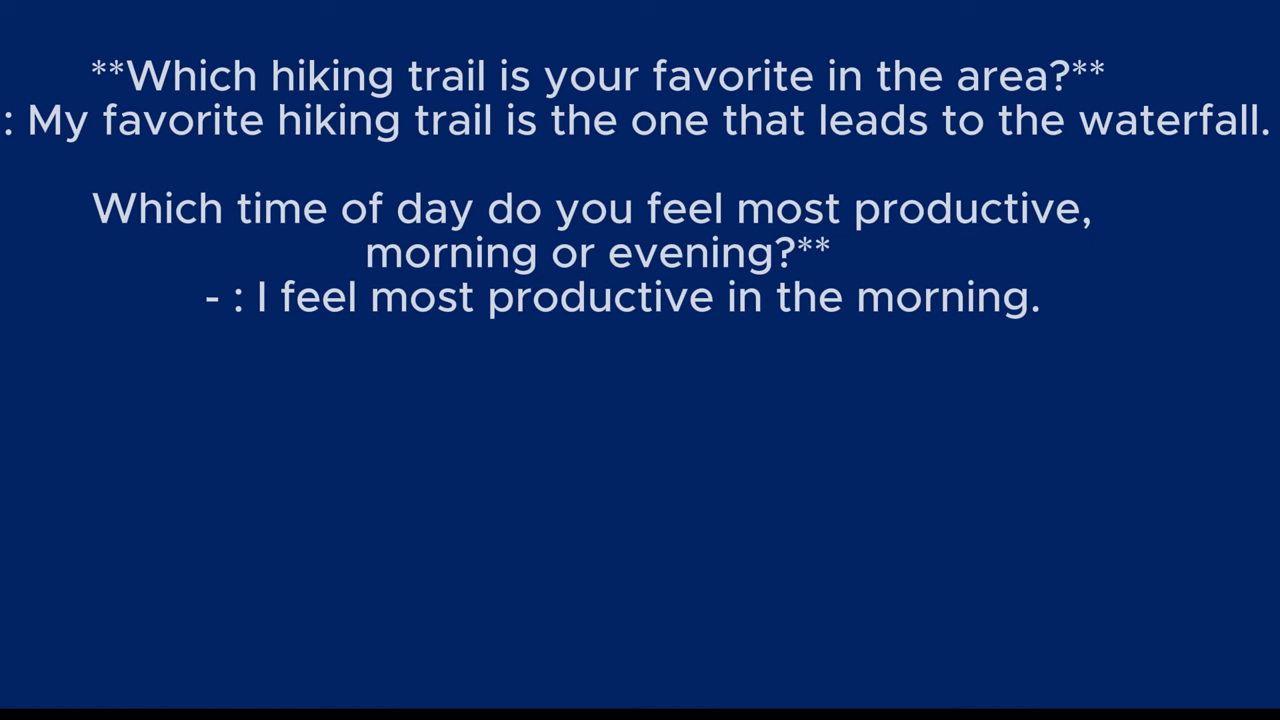 **Which hiking trail is your favorite in the area?**
: My favorite hiking trail is the one that leads to the waterfall.
Which time of day do you feel most productive,
morning or evening?**
- : I feel most productive in the morning.